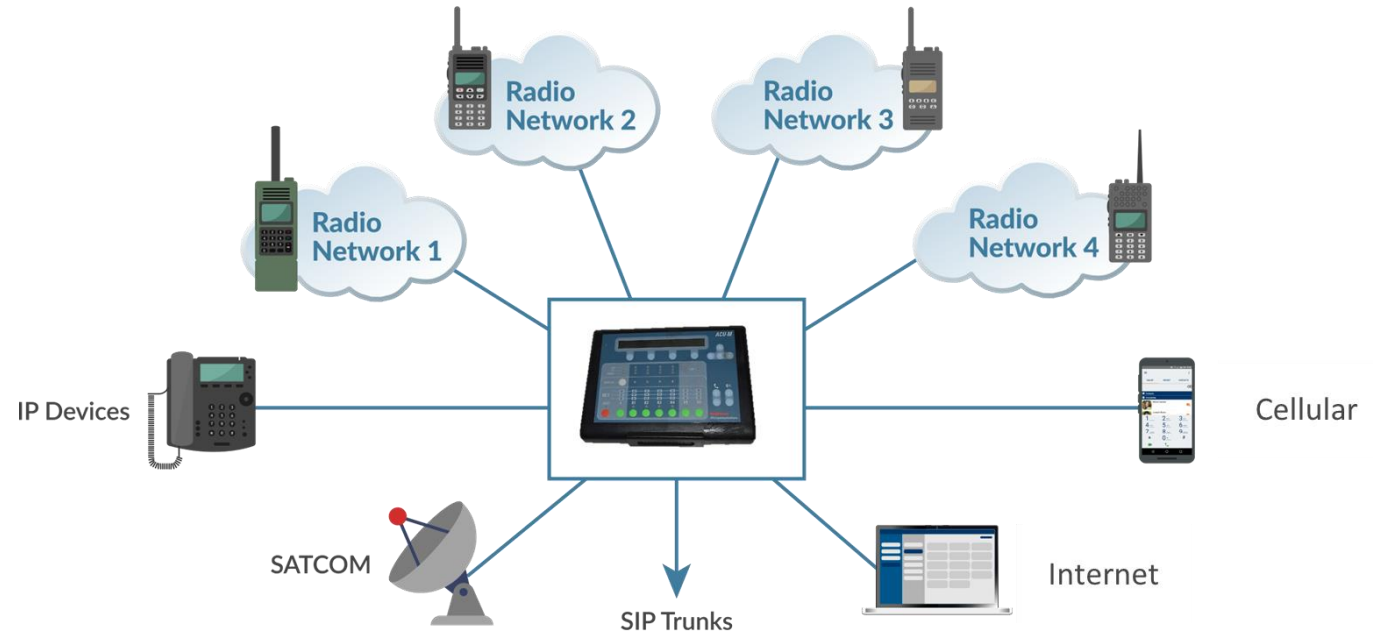 Radio
Network 2
Radio
Network 3
Radio
Network 1
Radio
Network 4
ACU-M
IP Devices
Cellular
SATCOM
Internet
SIP Trunks